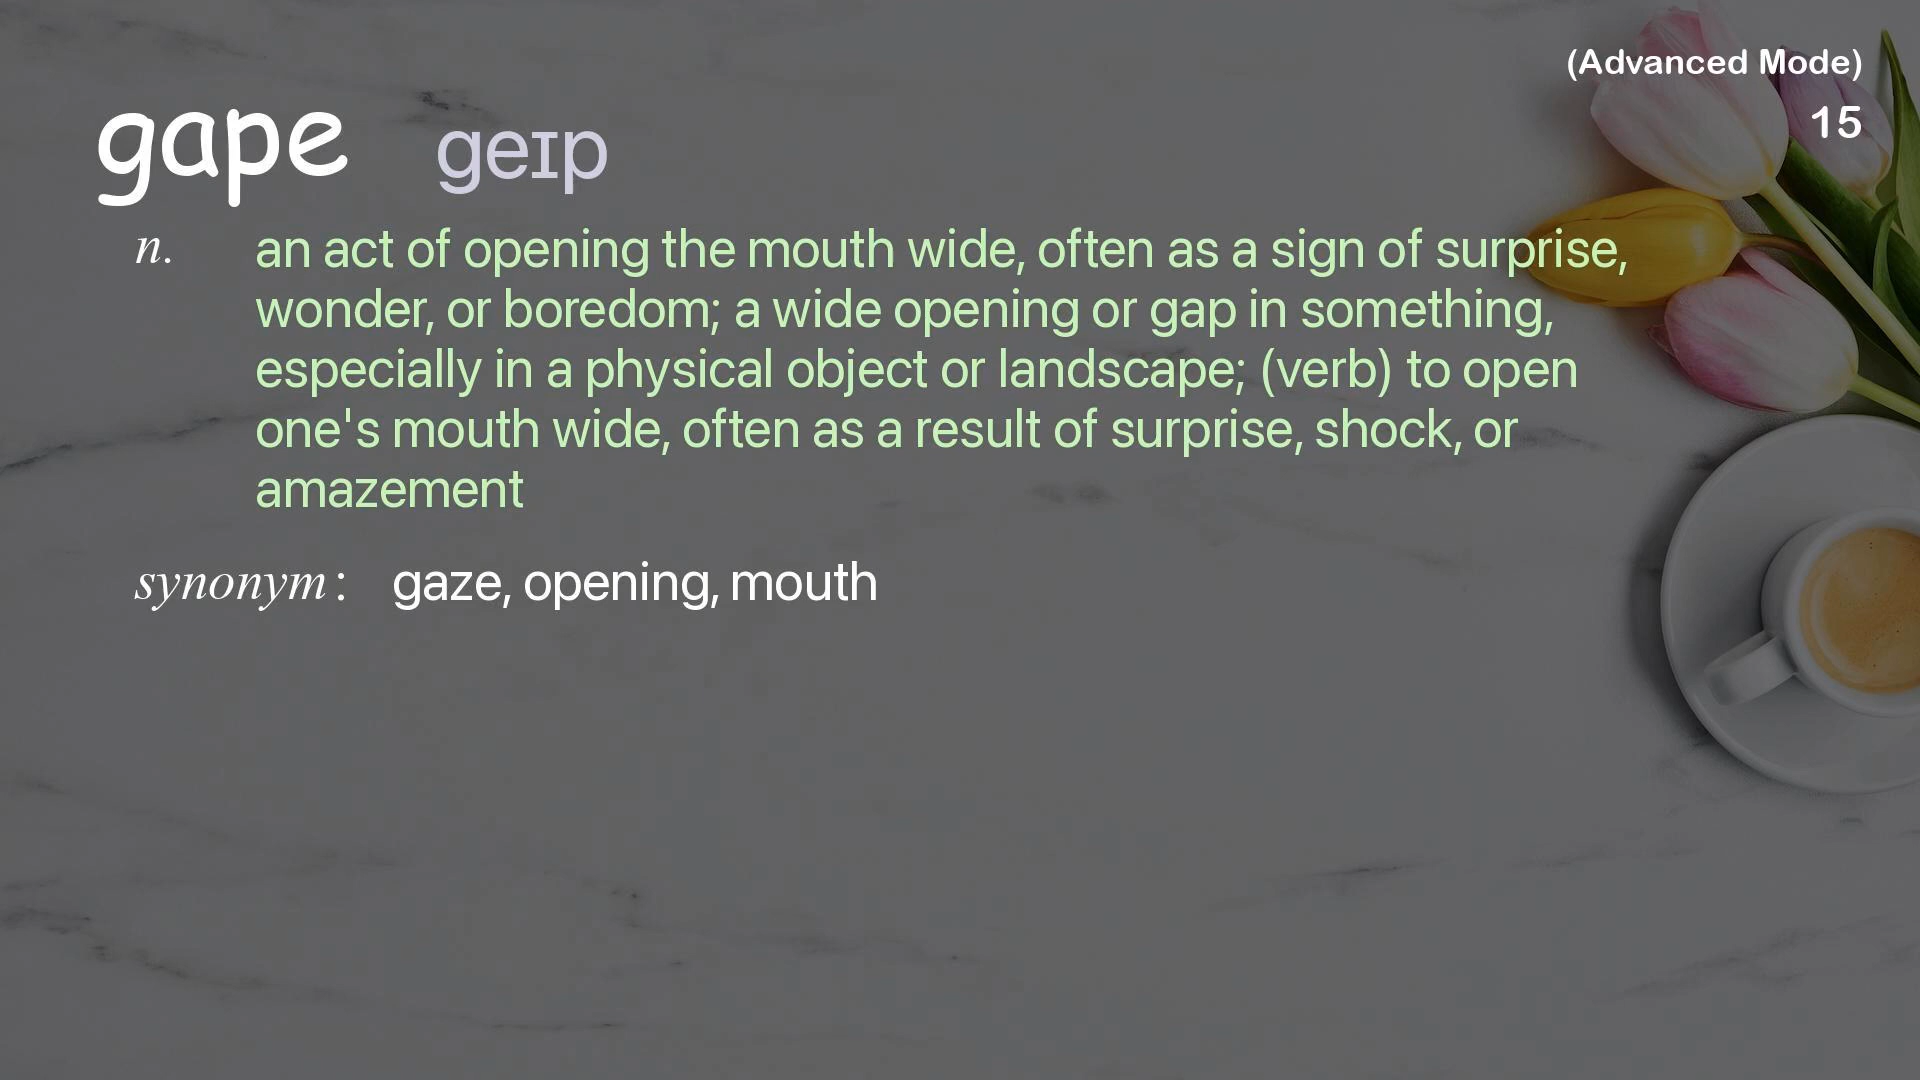 (Advanced Mode)
15
gape geɪp
n. an act of opening the mouth wide, often as a sign of surprise,
wonder, or boredom; a wide opening or gap in something,
especially in a physical object or landscape; (verb) to open
one's mouth wide, often as a result of surprise, shock, or
amazement
synonym: gaze, opening, mouth